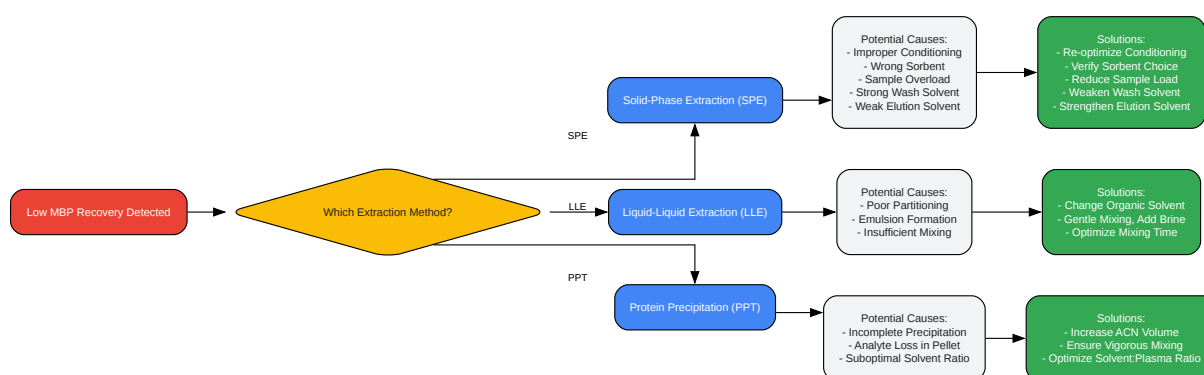 Low MBP Recovery Detected
Which Extraction Method?
SPE
LLE
PPT
Solid-Phase Extraction (SPE)
Potential Causes:
- Improper Conditioning
- Wrong Sorbent
- Sample Overload
- Strong Wash Solvent
- Weak Elution Solvent
Solutions:
- Re-optimize Conditioning
- Verify Sorbent Choice
- Reduce Sample Load
- Weaken Wash Solvent
- Strengthen Elution Solvent
Liquid-Liquid Extraction (LLE)
Potential Causes:
- Poor Partitioning
- Emulsion Formation
- Insufficient Mixing
Solutions:
- Change Organic Solvent
- Gentle Mixing, Add Brine
- Optimize Mixing Time
Protein Precipitation (PPT)
Potential Causes:
- Incomplete Precipitation
- Analyte Loss in Pellet
- Suboptimal Solvent Ratio
Solutions:
- Increase ACN Volume
- Ensure Vigorous Mixing
- Optimize Solvent:Plasma Ratio